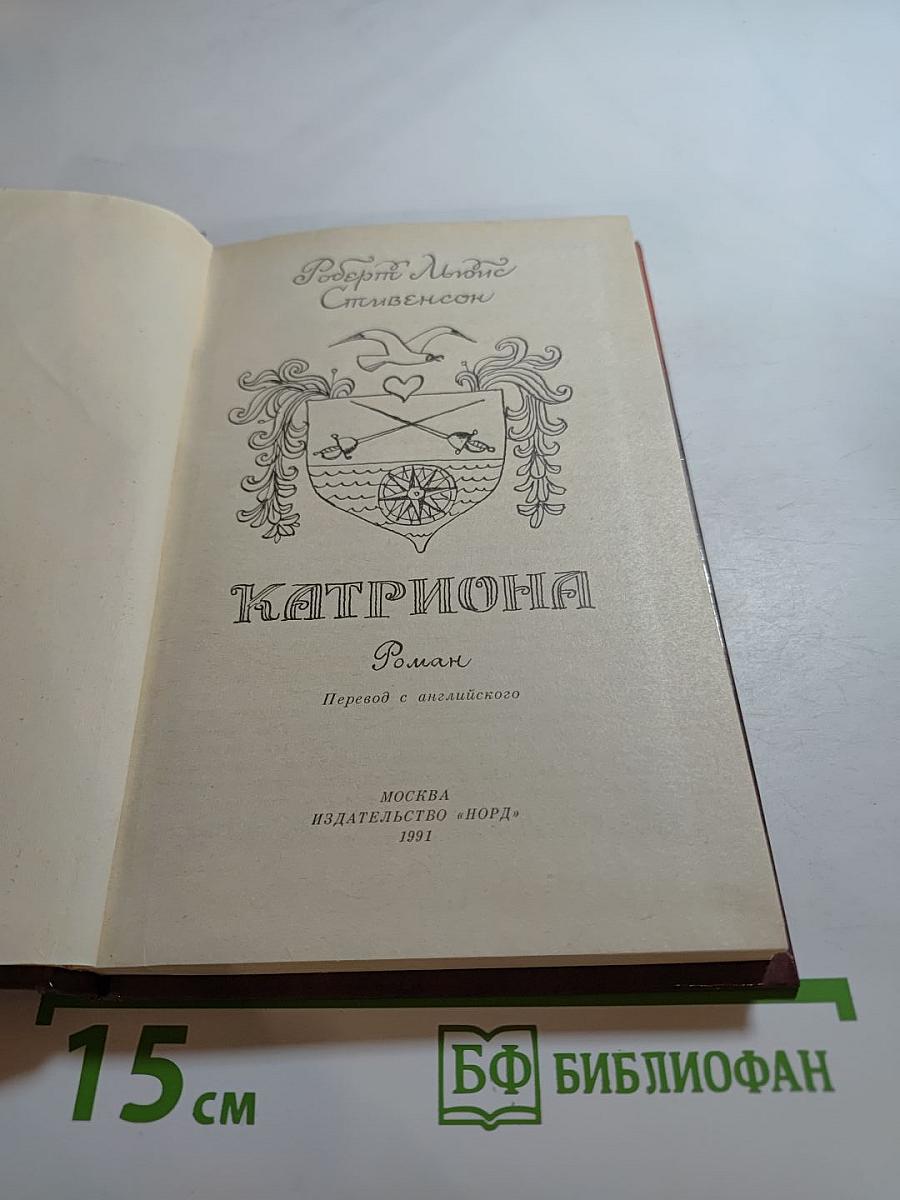 Роберт Льюис
Стивенсон
КАТРИОНА
Роман
Перевод с английского
МОСКВА
ИЗДАТЕЛЬСТВО «НОРД»
1991
15 см
БФ БИБЛИОФАН